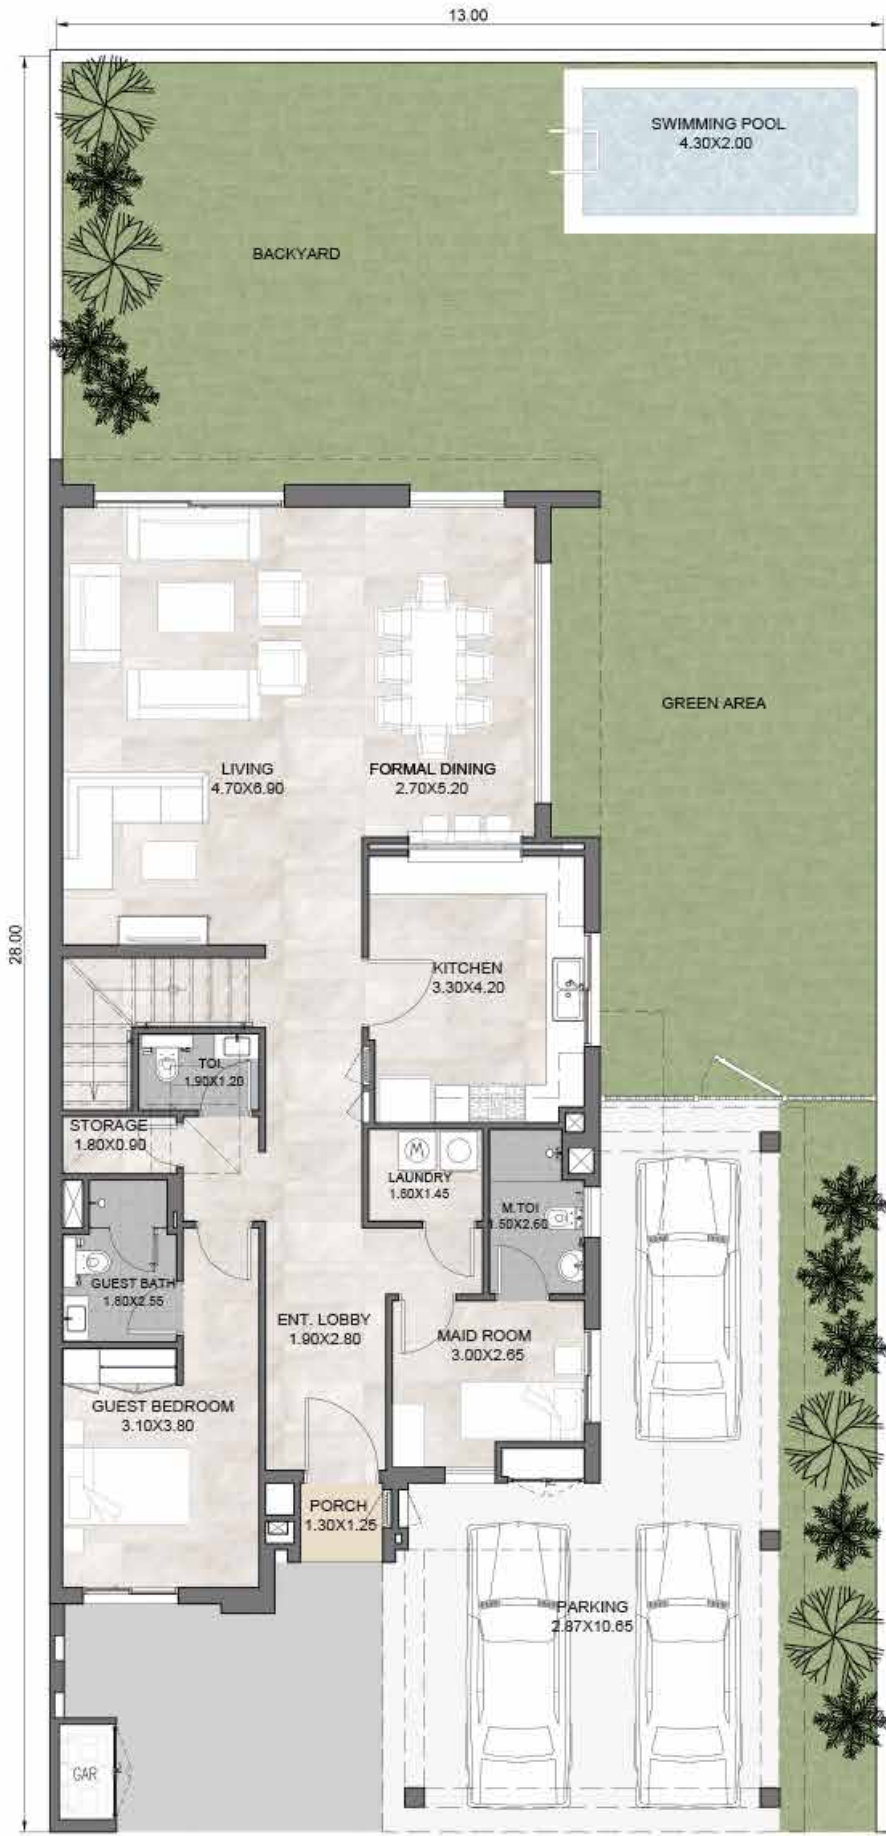 13.00
SWIMMING POOL
4.30X2.00
BACKYARD
GREEN AREA
LIVING
4.70X6.90
FORMAL DINING
2.70X5.20
28.00
KITCHEN
3.30X4.20
TOI.
1.90X1.20
STORAGE
1.80X0.90
M
LAUNDRY
1.80X1.45
M.TOI
1.50X2.60
GUEST BATH
1.80X2.55
ENT. LOBBY
1.90X2.80
MAID ROOM
3.00X2.65
GUEST BEDROOM
3.10X3.80
PORCH
1.30X1.25
PARKING
2.87X10.65
GAR